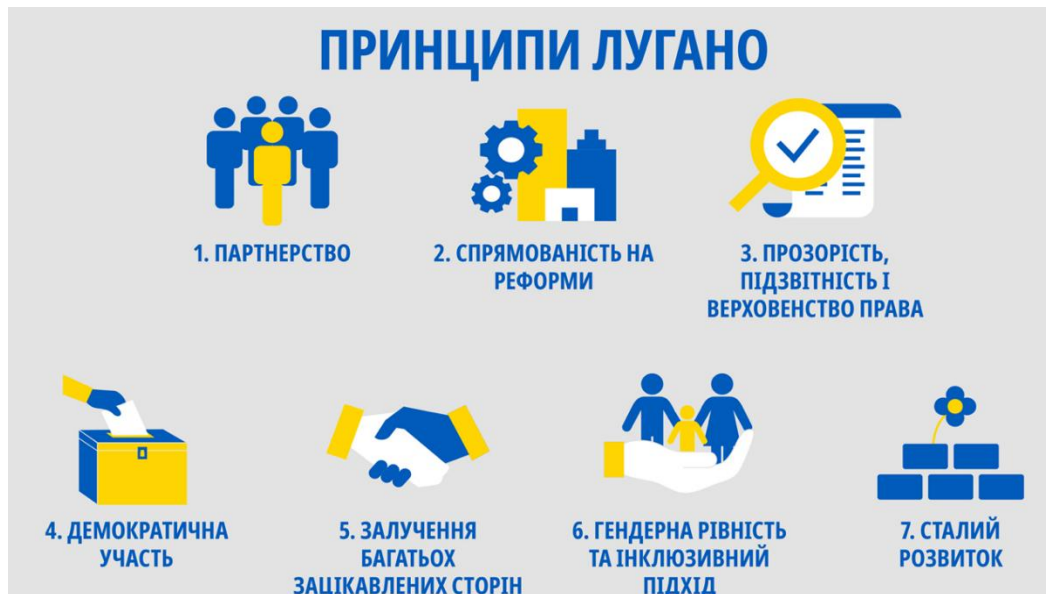 ПРИНЦИПИ ЛУГАНО
1. ПАРТНЕРСТВО
2. СПРЯМОВАНІСТЬ НА
РЕФОРМИ
3. ПРОЗОРІСТЬ,
ПІДЗВІТНІСТЬ І
ВЕРХОВЕНСТВО ПРАВА
4. ДЕМОКРАТИЧНА
УЧАСТЬ
5. ЗАЛУЧЕННЯ
БАГАТЬОХ
ЗАЦІКАВЛЕНИХ СТОРІН
6. ГЕНДЕРНА РІВНІСТЬ
ТА ІНКЛЮЗИВНИЙ
ПІДХІД
7. СТАЛИЙ
РОЗВИТОК